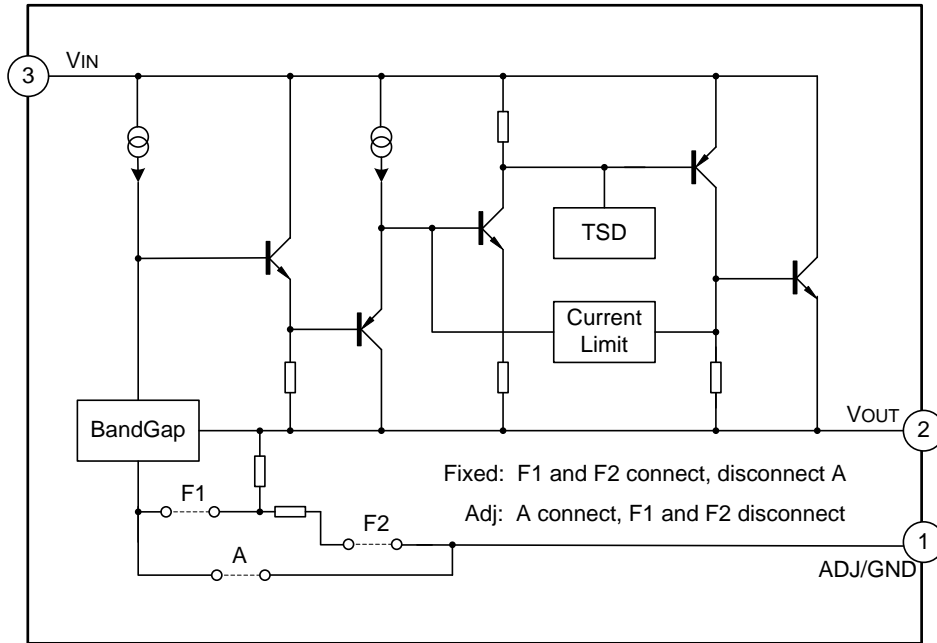 VIN
3
TSD
Current
Limit
BandGap
VOUT
2
Fixed: F1 and F2 connect, disconnect A
F1
Adj: A connect, F1 and F2 disconnect
F2
1
A
ADJ/GND